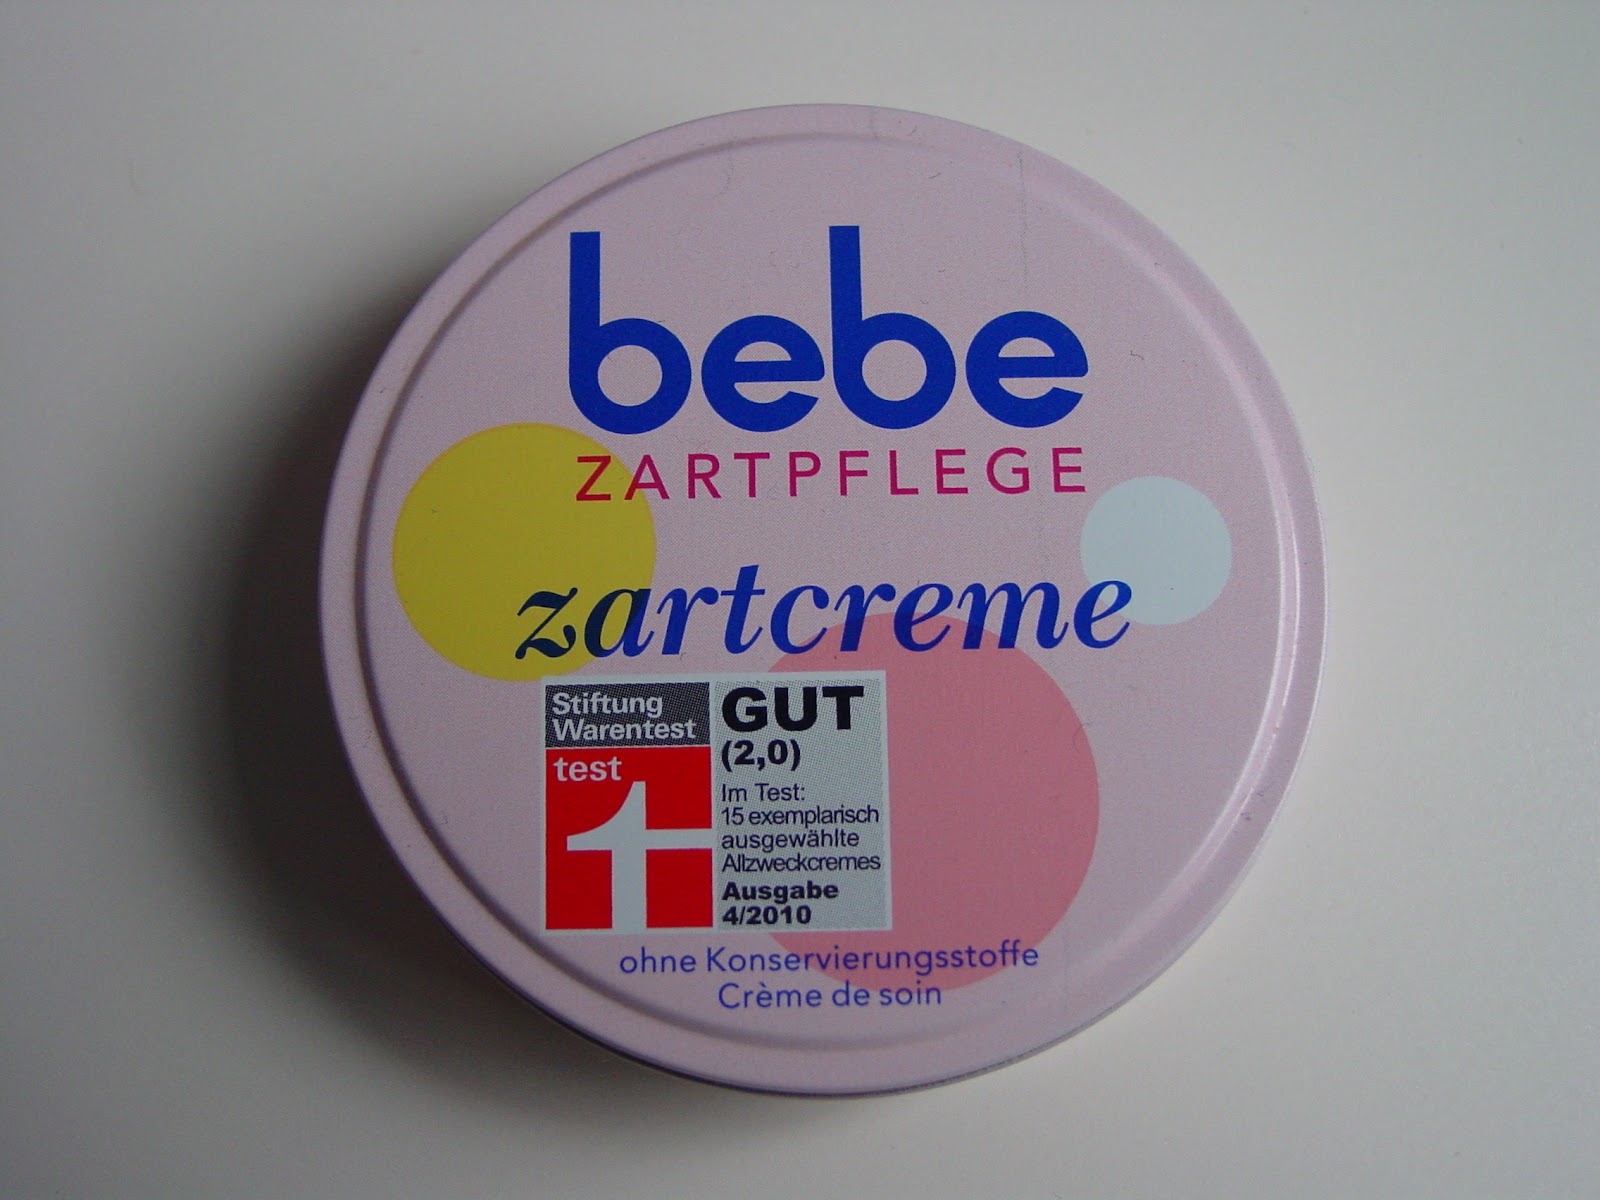 bebe
ZARTPFLEGE
zartcreme
Stiftung
Warentest
test
GUT
(2,0)
Im Test:
15 exemplarisch
ausgewählte
Allzweckcremes
Ausgabe
4/2010
ohne Konservierungsstoffe
Crème de soin